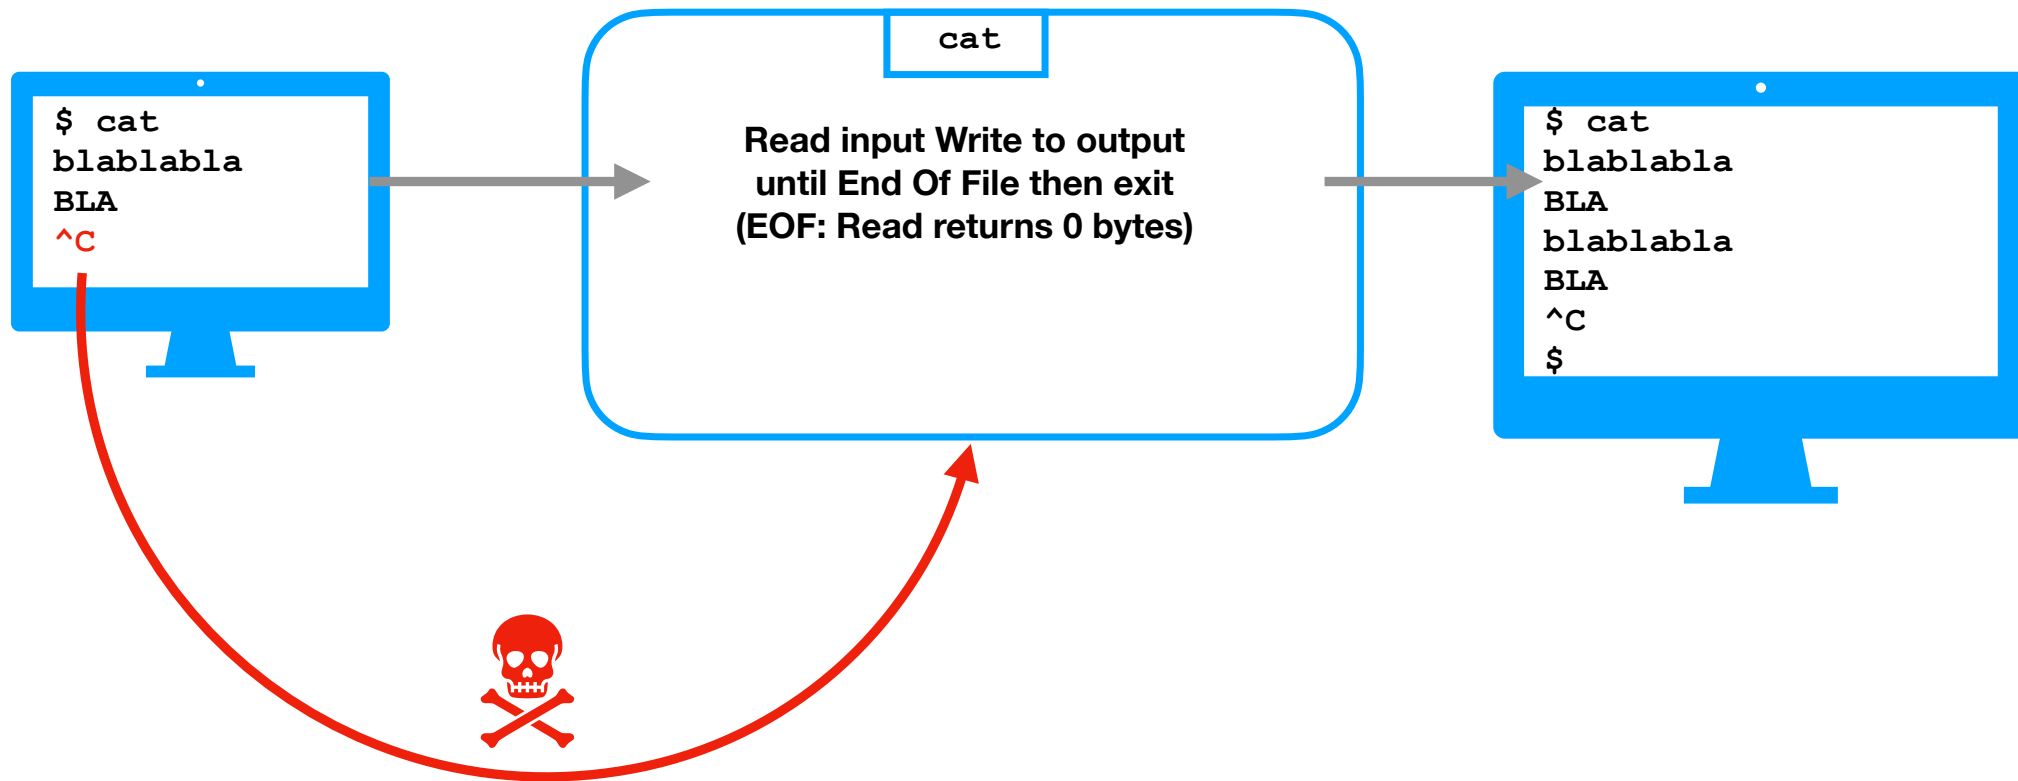 $ cat
blablabla
BLA
^C
cat
Read input Write to output
until End Of File then exit
(EOF: Read returns 0 bytes)
$ cat
blablabla
BLA
blablabla
BLA
^C
$